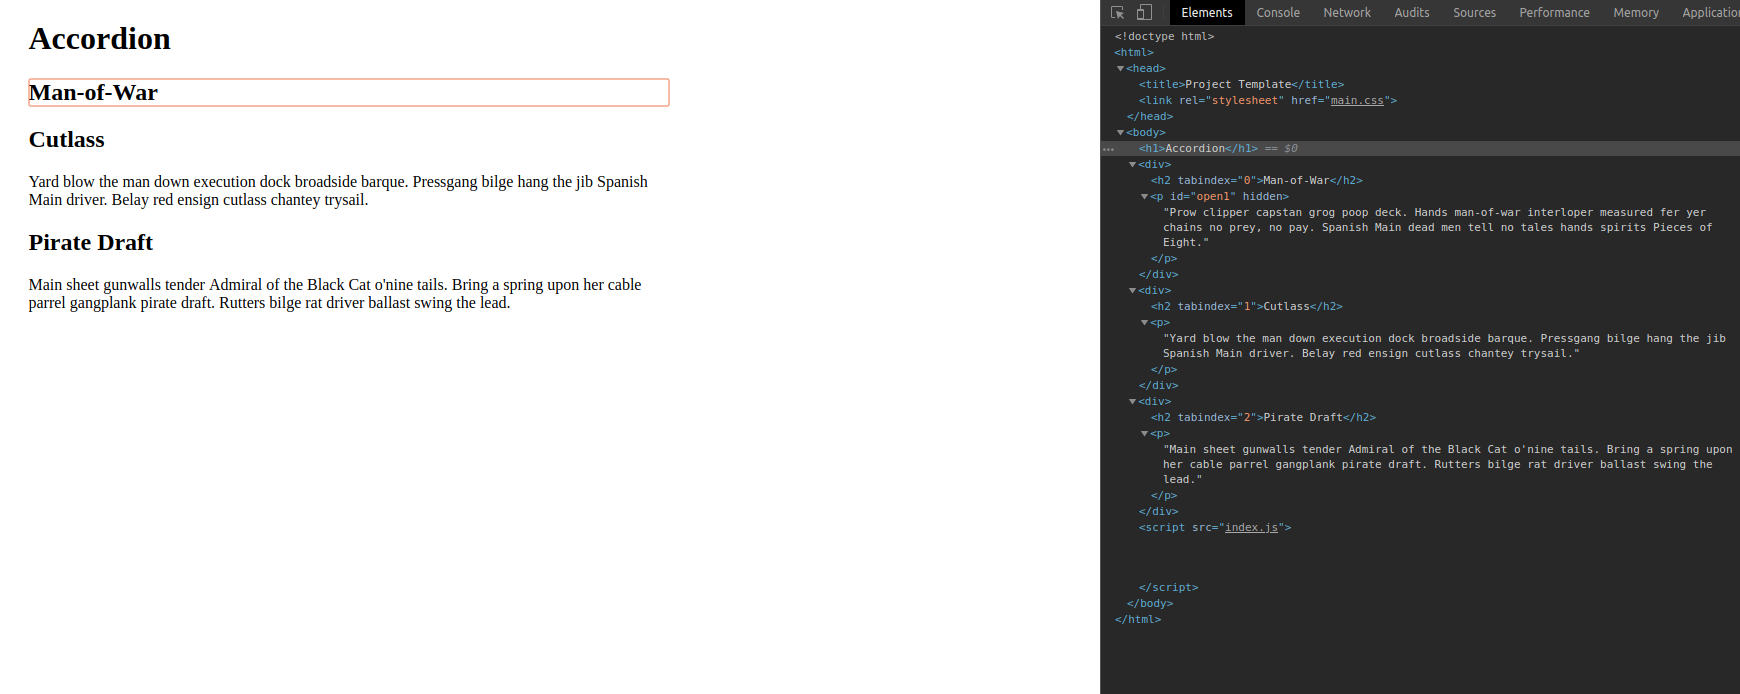 Accordion
Man-of-War
Cutlass
Yard blow the man down execution dock broadside barque. Pressgang bilge hang the jib Spanish
Main driver. Belay red ensign cutlass chantey trysail.
Pirate Draft
Main sheet gunwalls tender Admiral of the Black Cat o'nine tails. Bring a spring upon her cable
parrel gangplank pirate draft. Rutters bilge rat driver ballast swing the lead.
Elements Console Network Audits Sources Performance Memory Application
<!doctype html>
<html>
<head>
<title>Project Template</title>
<link rel="stylesheet" href="main.css">
</head>
<body>
<h1>Accordion</h1> == $0
<div>
<h2 tabindex="0">Man-of-War</h2>
<p id="open1" hidden>
"Prow clipper capstan grog poop deck. Hands man-of-war interloper measured fer yer
chains no prey, no pay. Spanish Main dead men tell no tales hands spirits Pieces of
Eight."
</p>
</div>
<div>
<h2 tabindex="1">Cutlass</h2>
<p>
"Yard blow the man down execution dock broadside barque. Pressgang bilge hang the jib
Spanish Main driver. Belay red ensign cutlass chantey trysail."
</p>
</div>
<div>
<h2 tabindex="2">Pirate Draft</h2>
<p>
"Main sheet gunwalls tender Admiral of the Black Cat o'nine tails. Bring a spring upon
her cable parrel gangplank pirate draft. Rutters bilge rat driver ballast swing the
lead."
</p>
</div>
<script src="index.js">
</script>
</body>
</html>